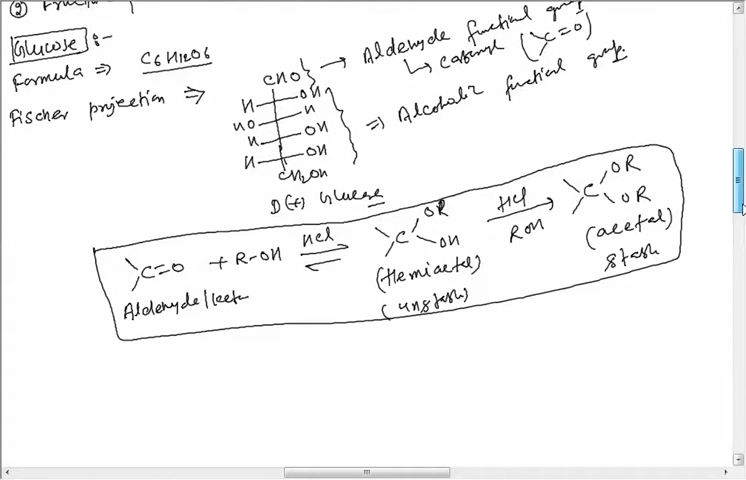 ②
Glucose :-
Formula ⇒ C6H12O6
→ Aldehyde functional group
↳ Carbonyl (C=O)
Fischer projection ⇒
CHO
H OH
HO H
H OH
H OH
CH2OH
⇒ Alcoholic functional group.
D(+) Glucose
C=O + R-OH HCl ⇌ C OR OH HCl ROH → C OR OR
Aldehyde/
(Hemiacetal)
(unstable)
(acetal)
stable